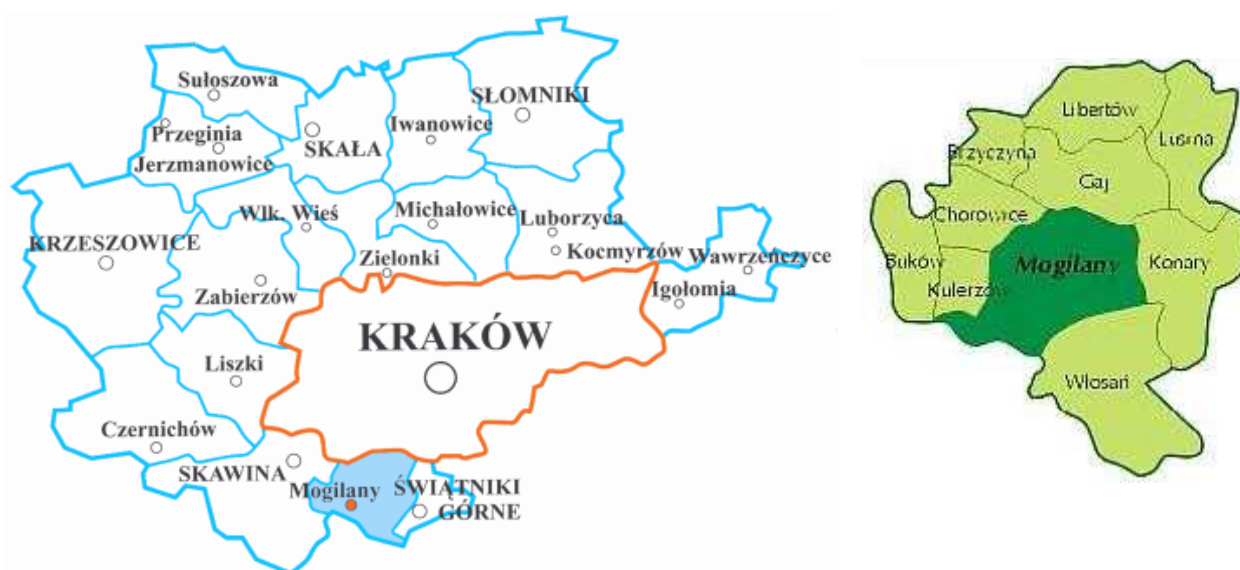 Sułoszowa
SŁOMNIKI
Przeginia
Iwanowice
SKAŁA
Jerzmanowice
Wlk. Wieś
Michałowice
Luborzyca
KRZESZOWICE
Zielonki
Kocmyrzów
Wawrzeńczyce
Zabierzów
Igołomia
KRAKÓW
Liszki
Czernichów
SKAWINA
Mogilany
ŚWIĄTNIKI
GÓRNE
Libertów
Lusina
Brzyczyna
Gaj
Chorowice
Buków
Mogilany
Konary
Kulerzów
Włosań